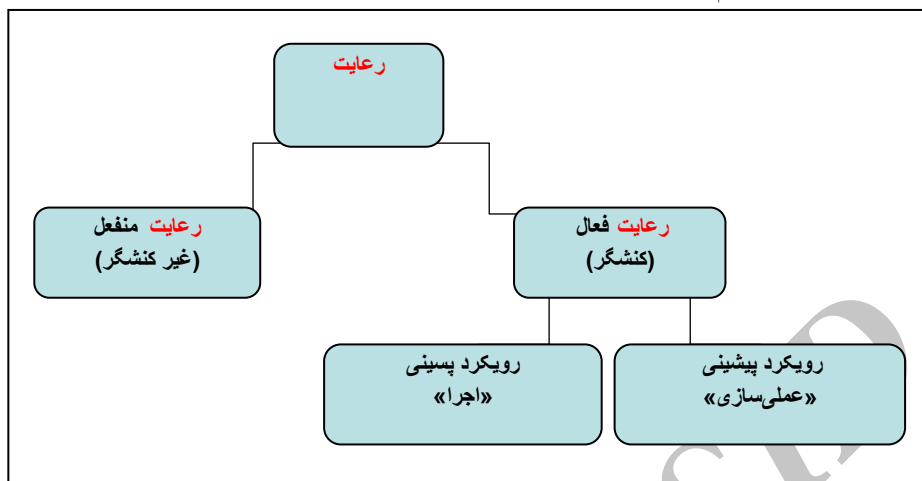 رعایت
رعایت فعال
(کنشگر)
رعایت منفعل
(غیر کنشگر)
رویکرد پیشینی
«عملی‌سازی»
رویکرد پسینی
«اجرا»